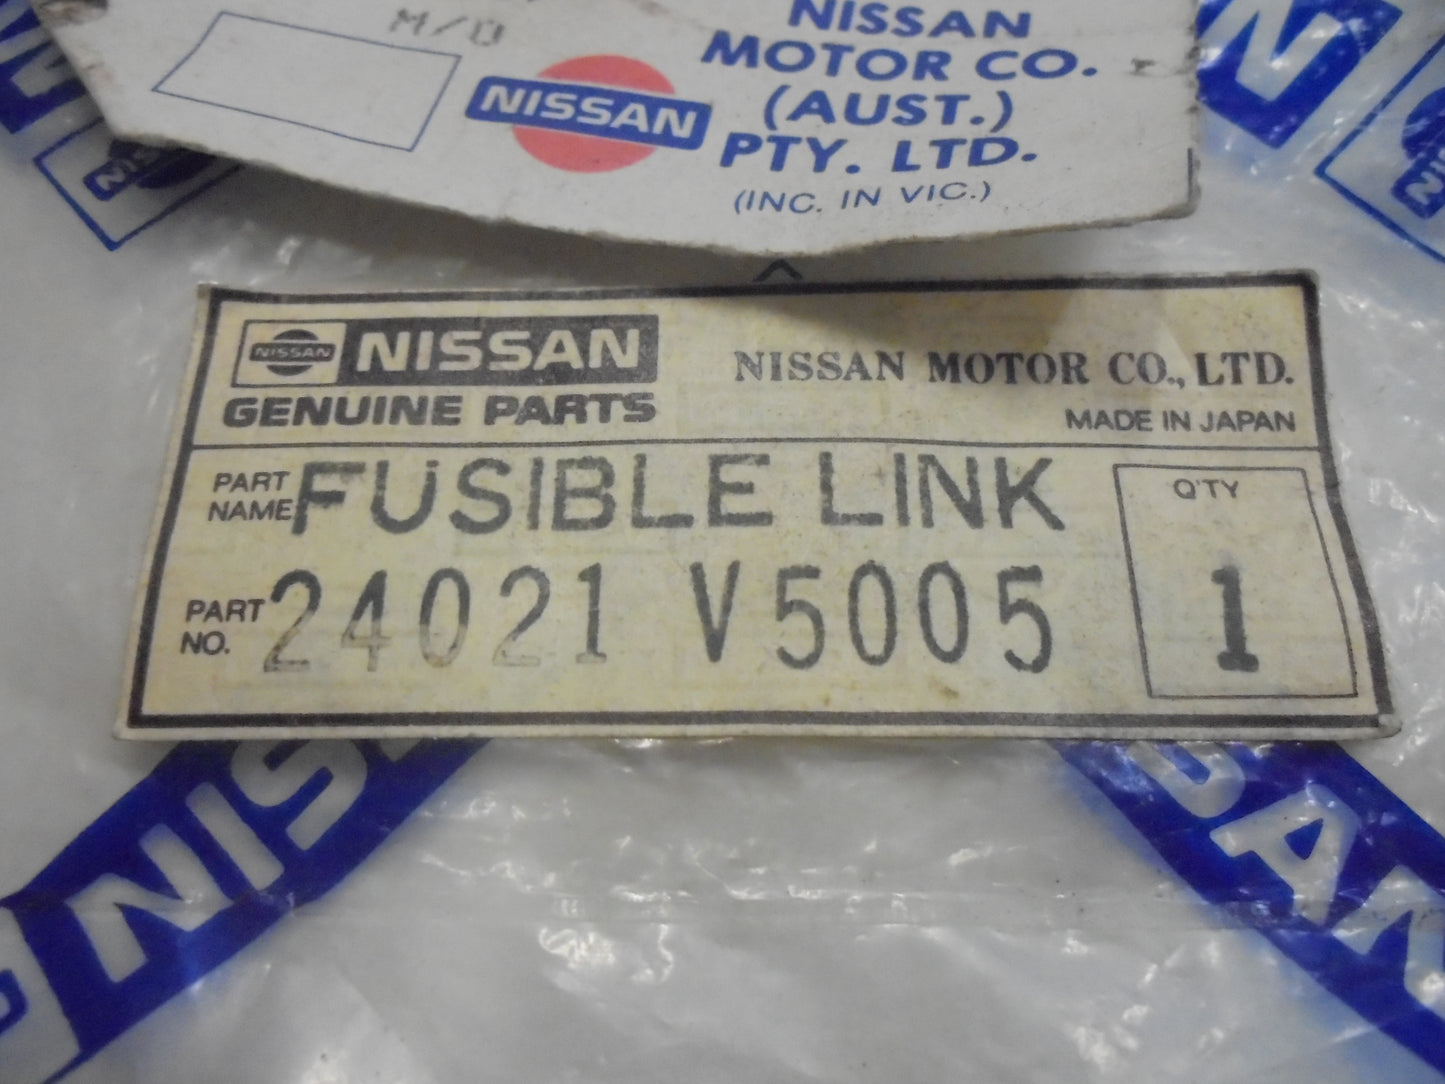 M/D
NISSAN
MOTOR CO.
(AUST.)
PTY. LTD.
(INC. IN VIC.)
NISSAN
NISSAN
NISSAN
GENUINE PARTS
NISSAN MOTOR CO., LTD.
MADE IN JAPAN
PART NAME FUSIBLE LINK
PART NO. 24021 V5005
Q'TY
1